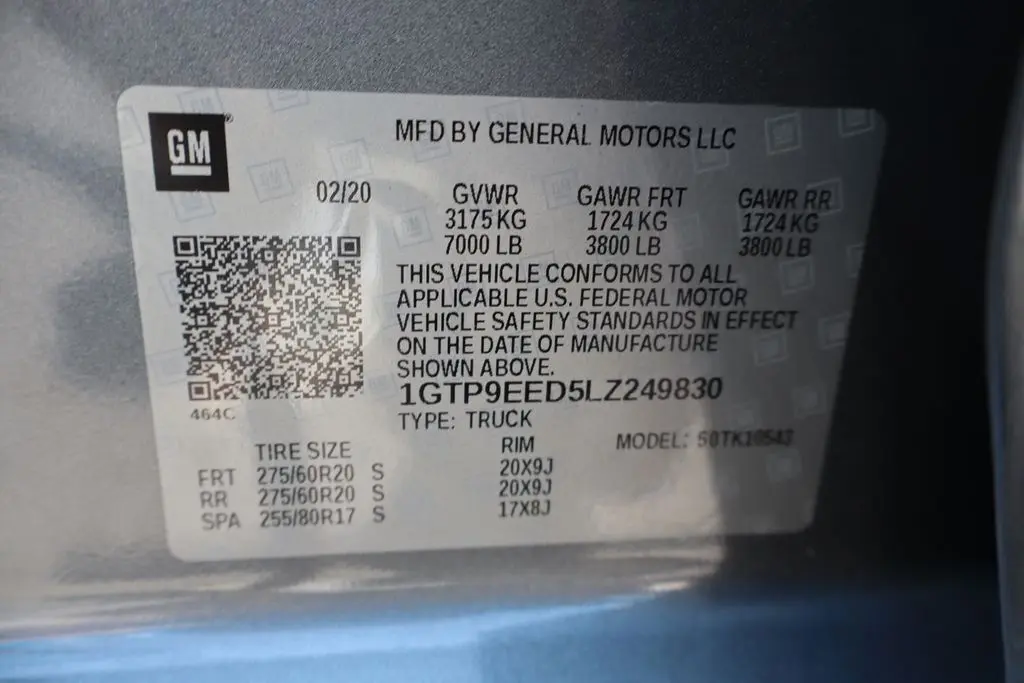 GM
MFD BY GENERAL MOTORS LLC
02/20 GVWR GAWR FRT GAWR RR
3175 KG 1724 KG 1724 KG
7000 LB 3800 LB 3800 LB
THIS VEHICLE CONFORMS TO ALL
APPLICABLE U.S. FEDERAL MOTOR
VEHICLE SAFETY STANDARDS IN EFFECT
ON THE DATE OF MANUFACTURE
SHOWN ABOVE.
1GTP9EED5LZ249830
464C
TYPE: TRUCK
TIRE SIZE RIM MODEL:
FRT 275/60R20 S 20X9J
RR 275/60R20 S 20X9J
SPA 255/80R17 S 17X8J